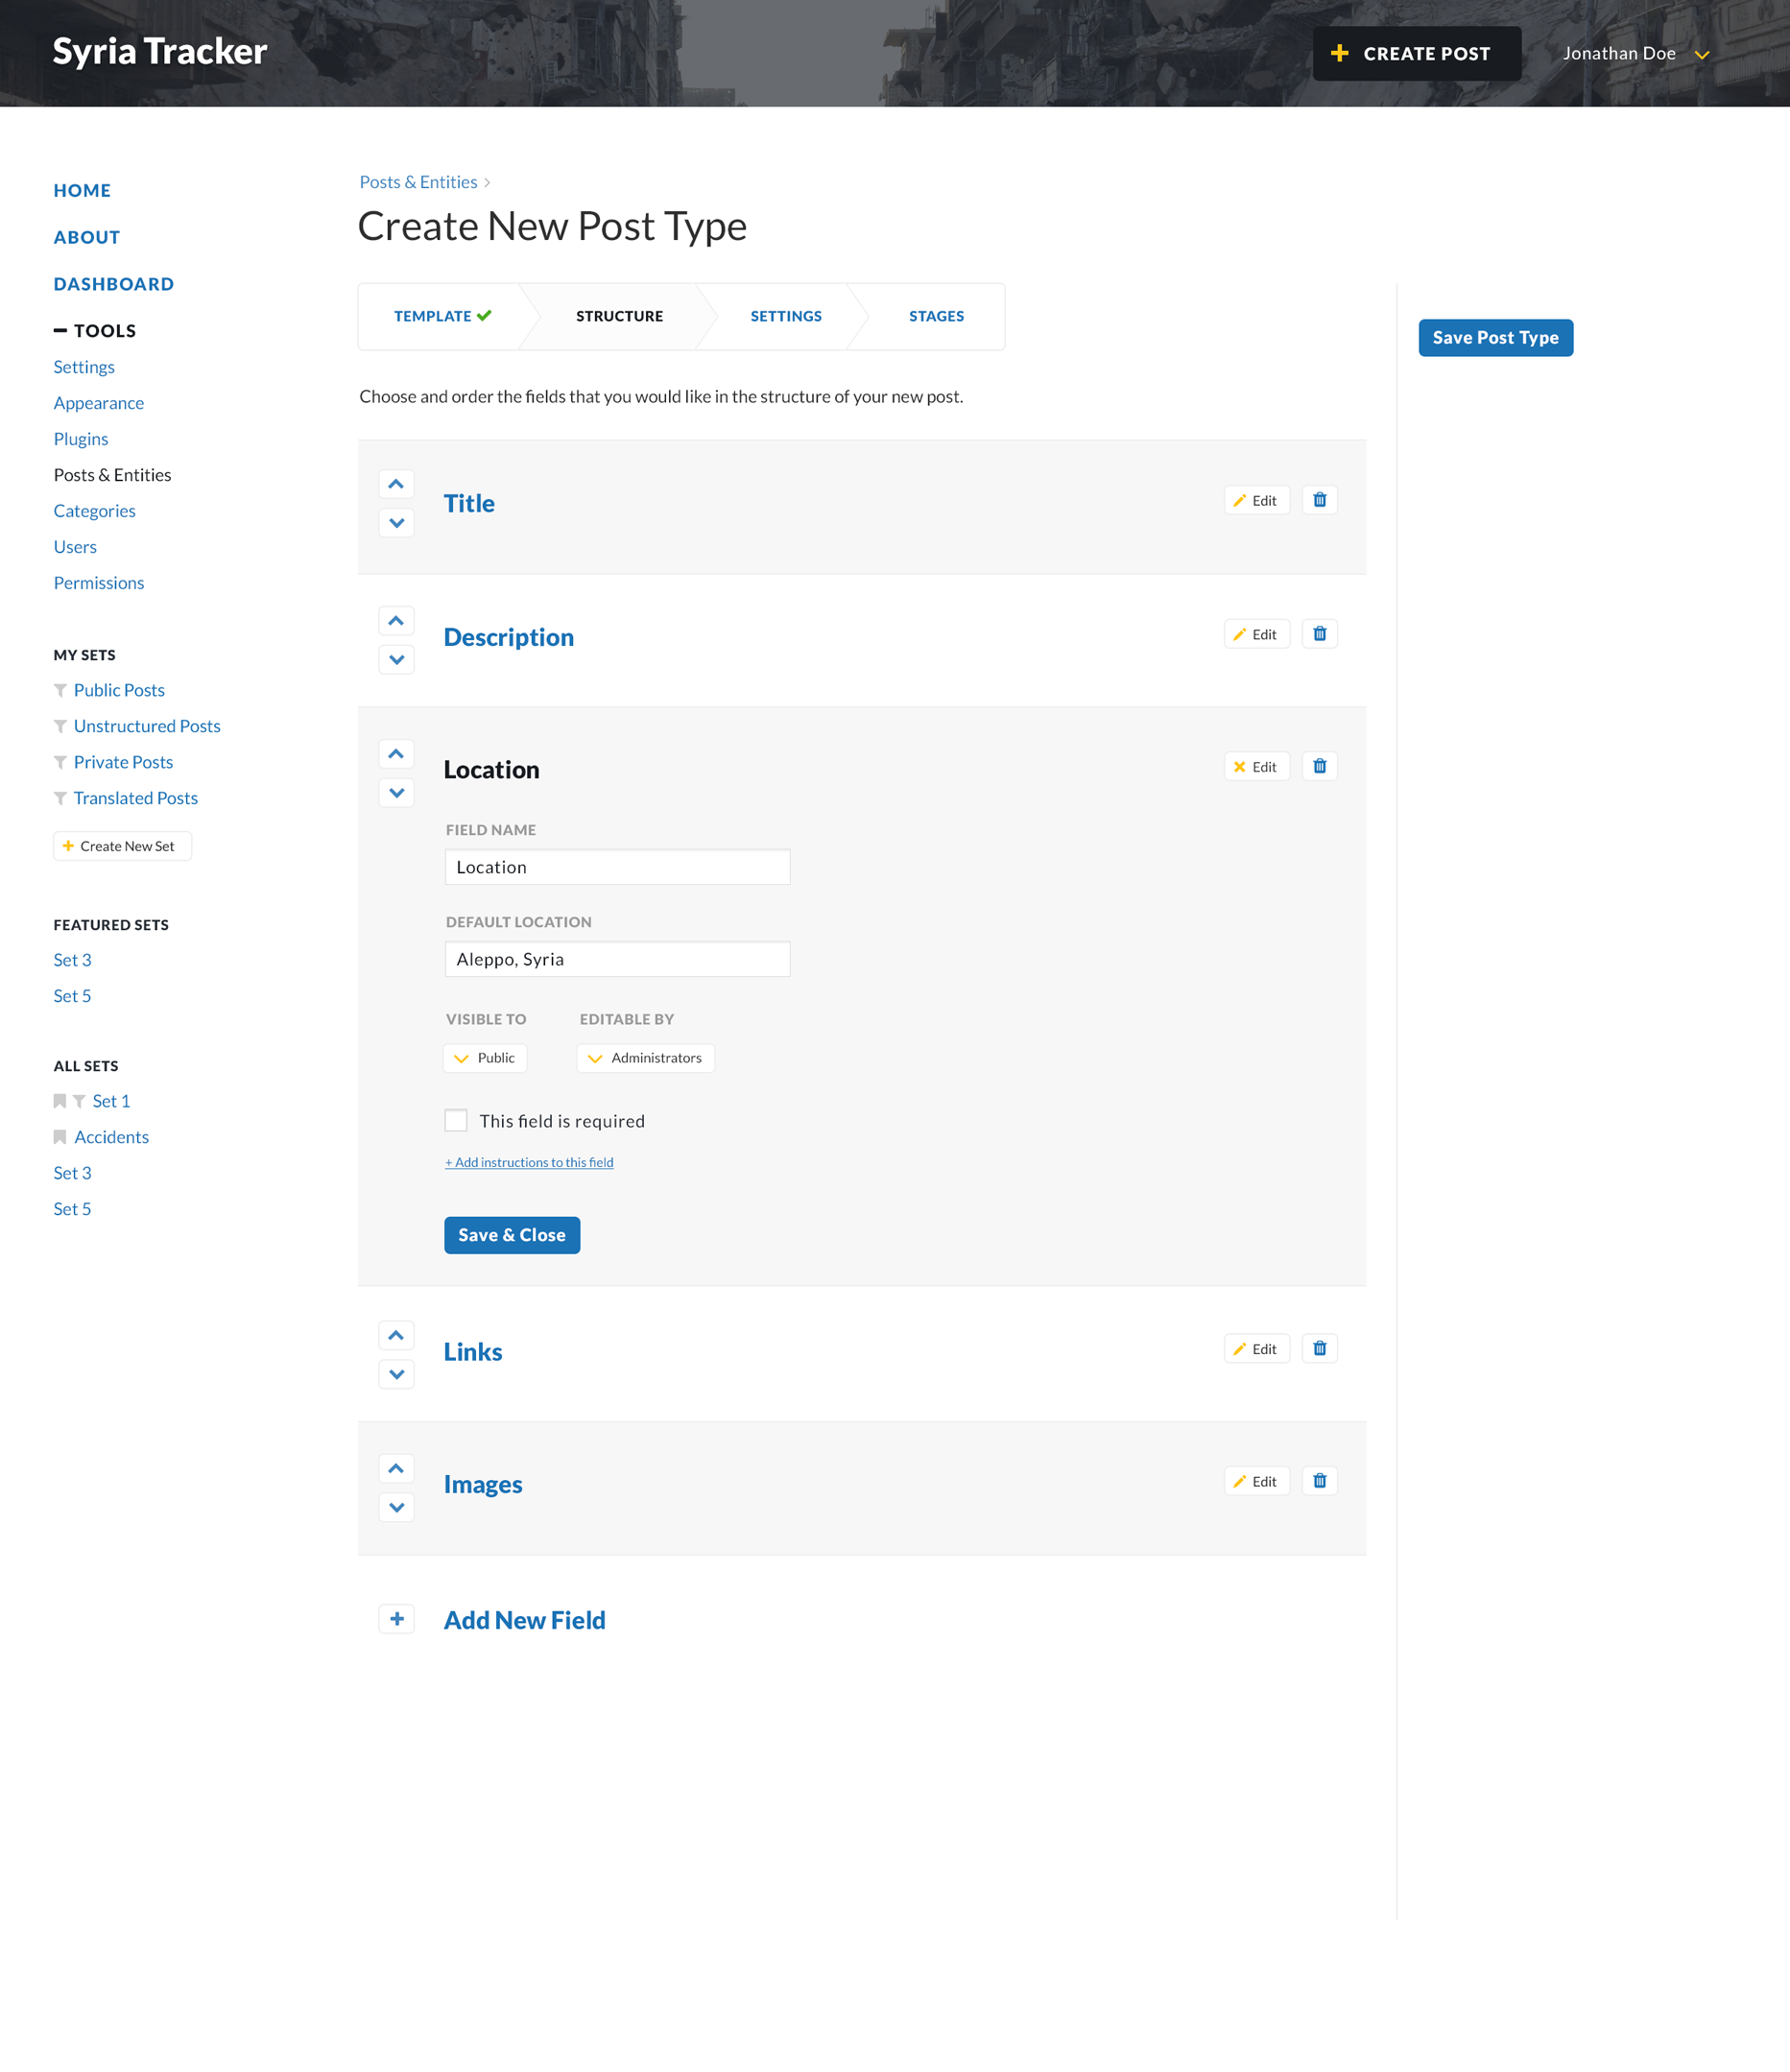 Syria Tracker
CREATE POST
Jonathan Doe
HOME
ABOUT
DASHBOARD
TOOLS
Settings
Appearance
Plugins
Posts & Entities
Categories
Users
Permissions
MY SETS
Public Posts
Unstructured Posts
Private Posts
Translated Posts
Create New Set
FEATURED SETS
Set 3
Set 5
ALL SETS
Set 1
Accidents
Set 3
Set 5
Posts & Entities
Create New Post Type
TEMPLATE STRUCTURE SETTINGS STAGES
Choose and order the fields that you would like in the structure of your new post.
Title
Edit
Description
Edit
Location
Edit
FIELD NAME
Location
DEFAULT LOCATION
Aleppo, Syria
VISIBLE TO EDITABLE BY
Public Administrators
This field is required
+ Add instructions to this field
Save & Close
Links
Edit
Images
Edit
Add New Field
Save Post Type